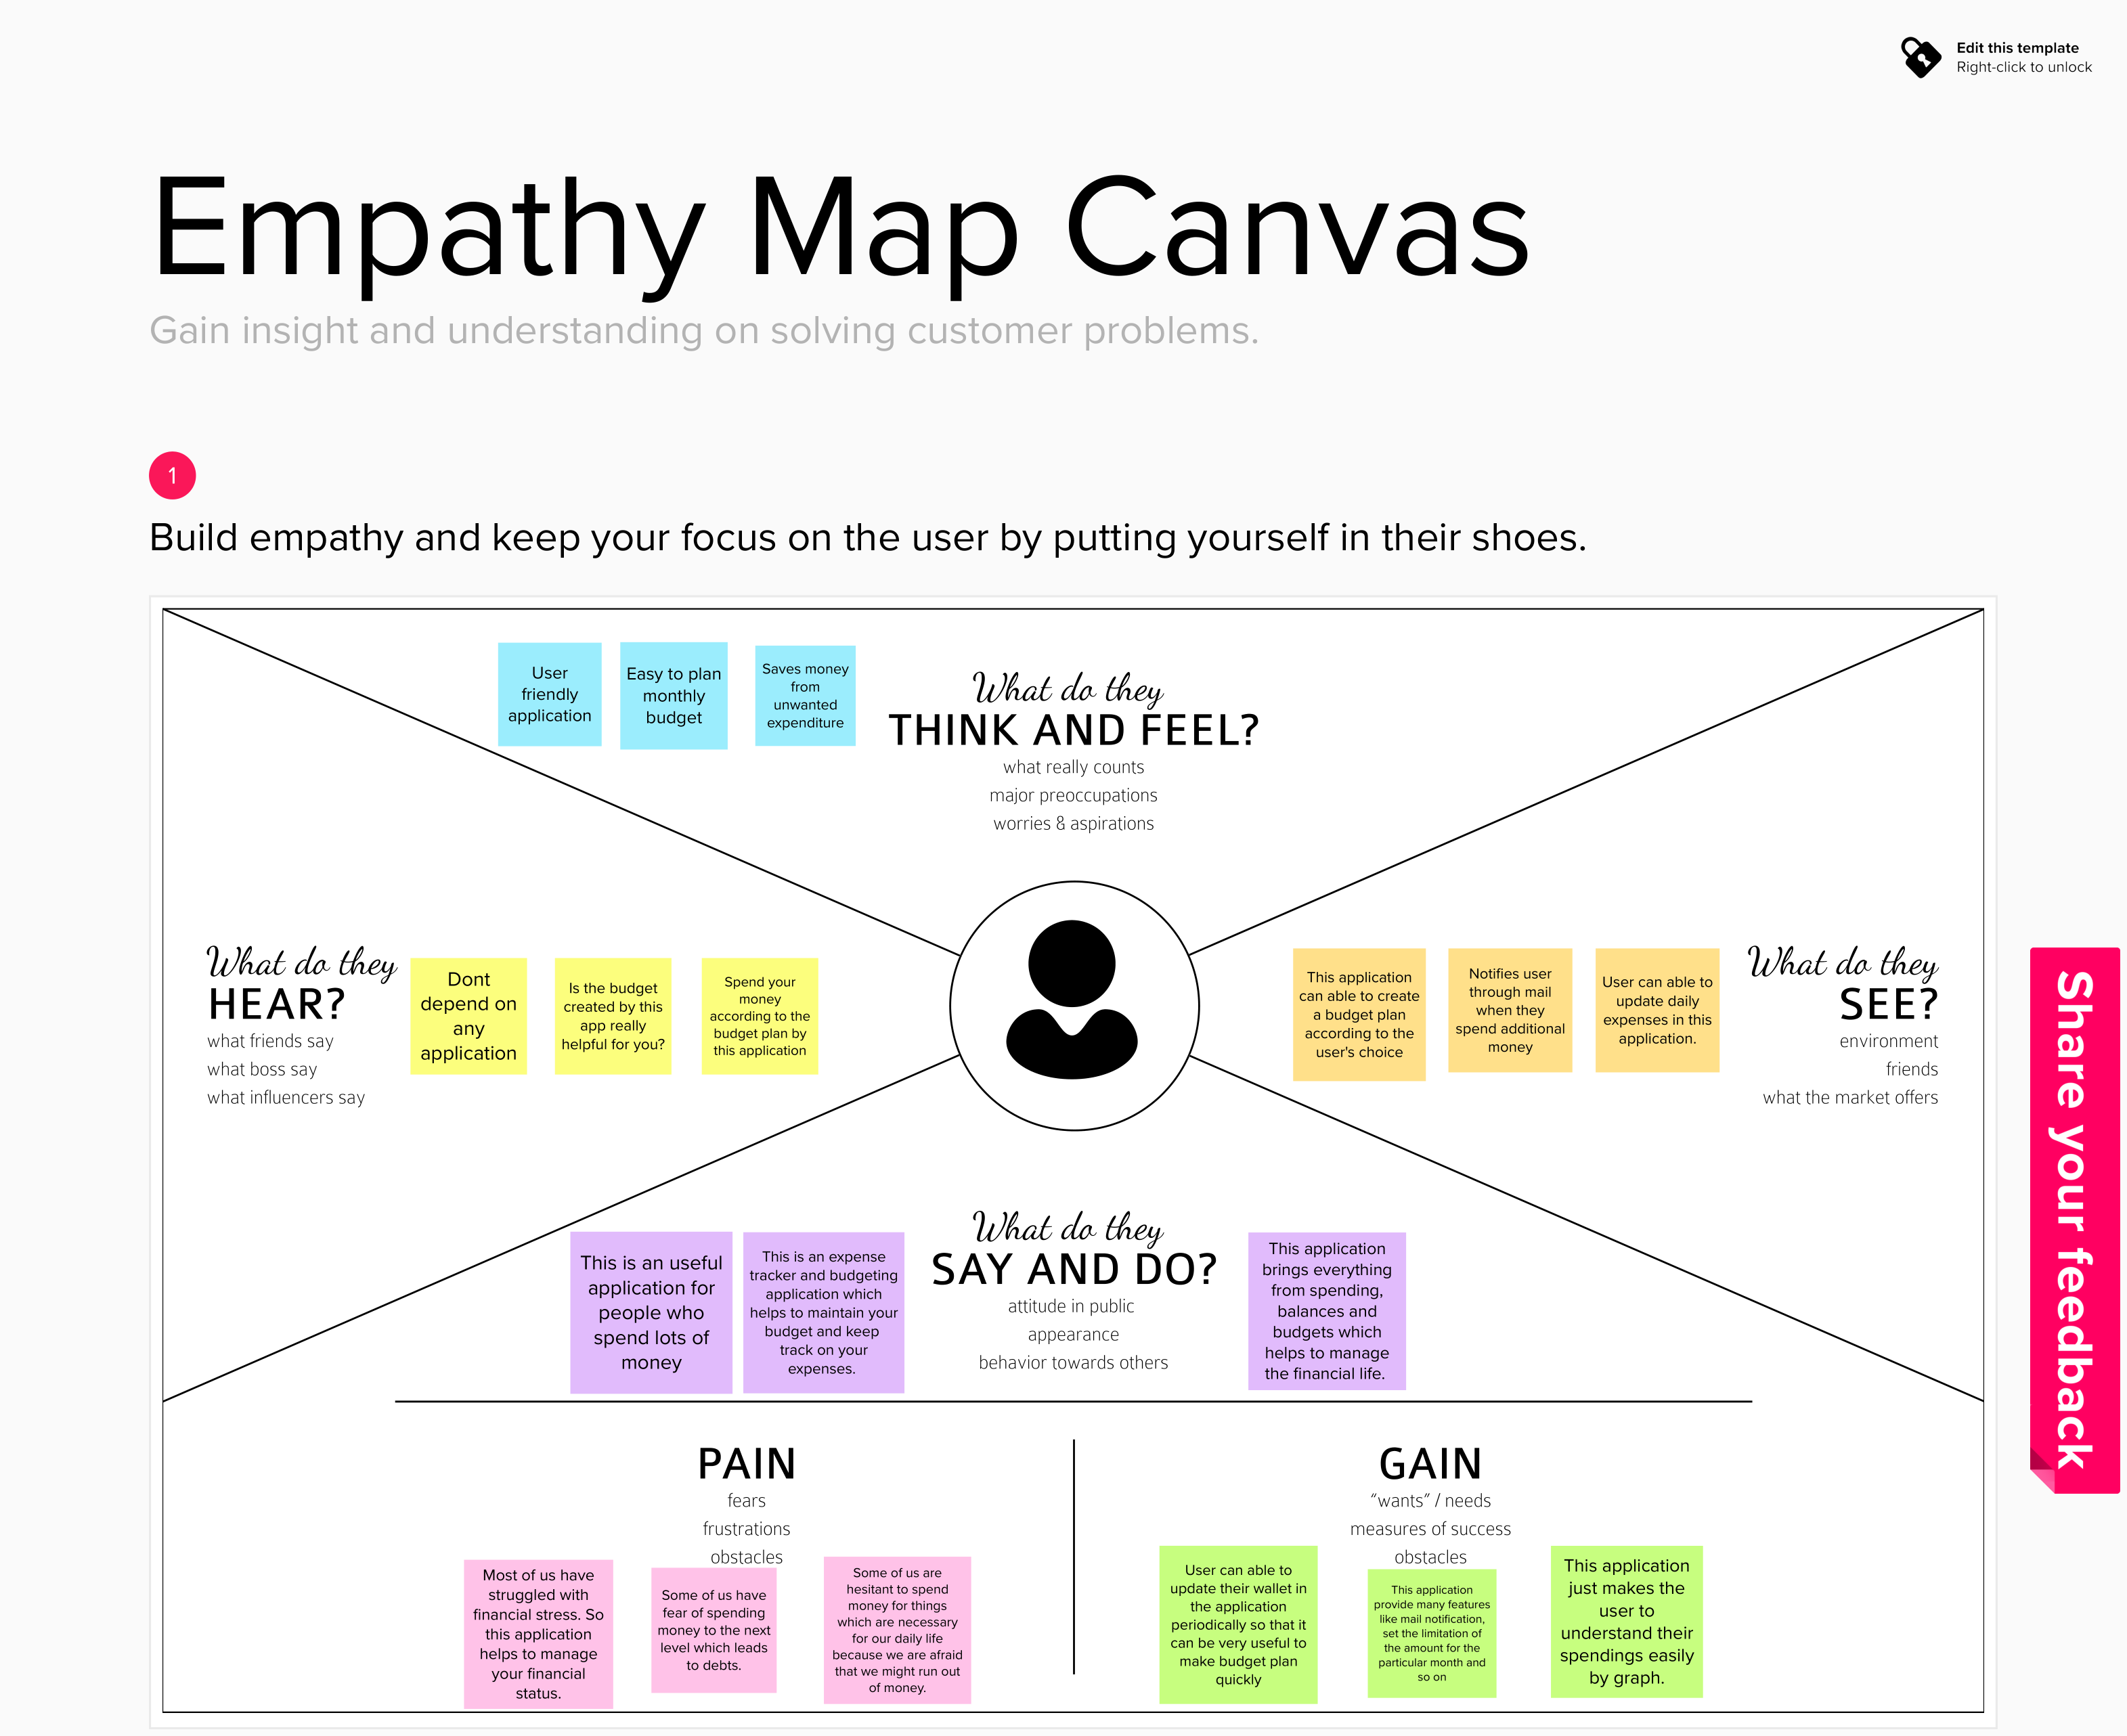 Edit this template
Right-click to unlock
Empathy Map Canvas
Gain insight and understanding on solving customer problems.
1
Build empathy and keep your focus on the user by putting yourself in their shoes.
User
friendly
application
Easy to plan
monthly
budget
Saves money
from
unwanted
expenditure
What do they
THINK AND FEEL?
what really counts
major preoccupations
worries & aspirations
What do they
HEAR?
what friends say
what boss say
what influencers say
Dont
depend on
any
application
Is the budget
created by this
app really
helpful for you?
Spend your
money
according to the
budget plan by
this application
This application
can able to create
a budget plan
according to the
user's choice
Notifies user
through mail
when they
spend additional
money
User can able to
update daily
expenses in this
application.
What do they
SEE?
environment
friends
what the market offers
Share your feedback
This is an useful
application for
people who
spend lots of
money
This is an expense
tracker and budgeting
application which
helps to maintain your
budget and keep
track on your
expenses.
What do they
SAY AND DO?
attitude in public
appearance
behavior towards others
This application
brings everything
from spending,
balances and
budgets which
helps to manage
the financial life.
PAIN
fears
frustrations
obstacles
Most of us have
struggled with
financial stress. So
this application
helps to manage
your financial
status.
Some of us have
fear of spending
money to the next
level which leads
to debts.
Some of us are
hesitant to spend
money for things
which are necessary
for our daily life
because we are afraid
that we might run out
of money.
GAIN
“wants” / needs
measures of success
obstacles
User can able to
update their wallet in
the application
periodically so that it
can be very useful to
make budget plan
quickly
This application
provide many features
like mail notification,
set the limitation of
the amount for the
particular month and
so on
This application
just makes the
user to
understand their
spendings easily
by graph.